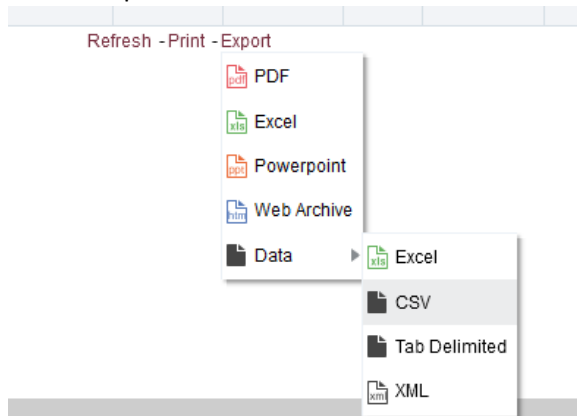 Refresh - Print - Export
pdf PDF
xls Excel
ppt Powerpoint
htm Web Archive
Data
xls Excel
CSV
Tab Delimited
xml XML